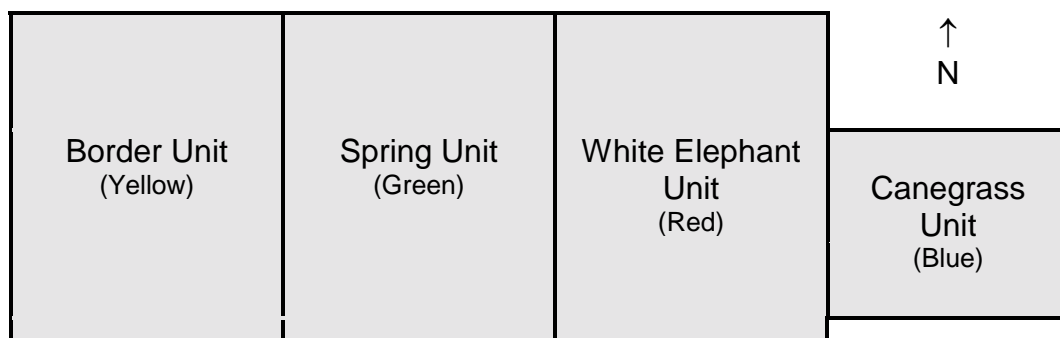 ↑
N
Border Unit
(Yellow)
Spring Unit
(Green)
White Elephant
Unit
(Red)
Canegrass
Unit
(Blue)